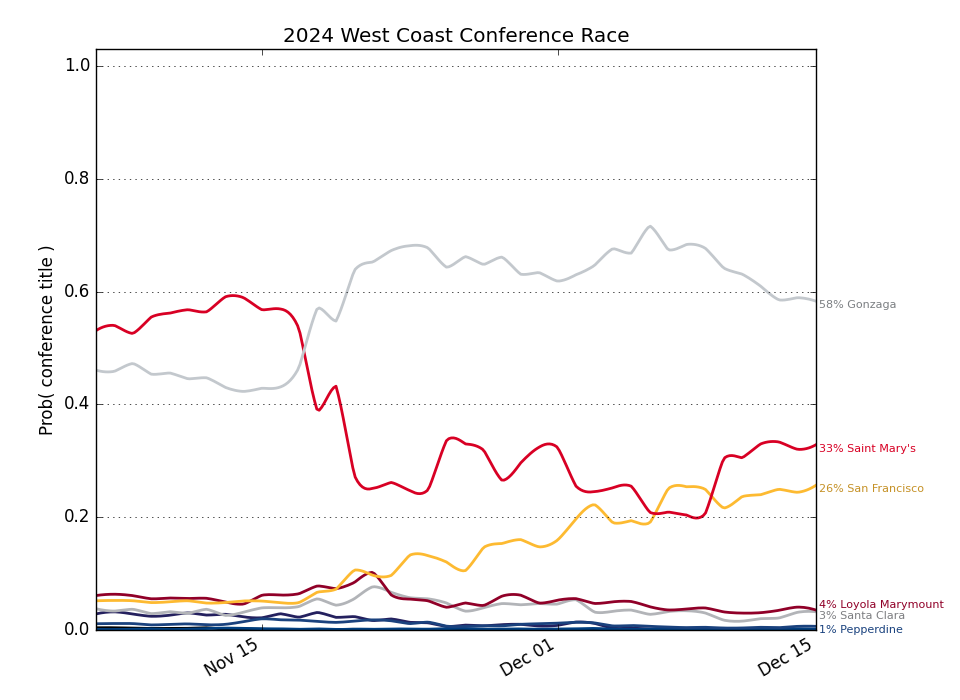 2024 West Coast Conference Race
Prob( conference title )
1.0
0.8
0.6
0.4
0.2
0.0
Nov 15
Dec 01
Dec 15
58% Gonzaga
33% Saint Mary's
26% San Francisco
4% Loyola Marymount
3% Santa Clara
1% Pepperdine